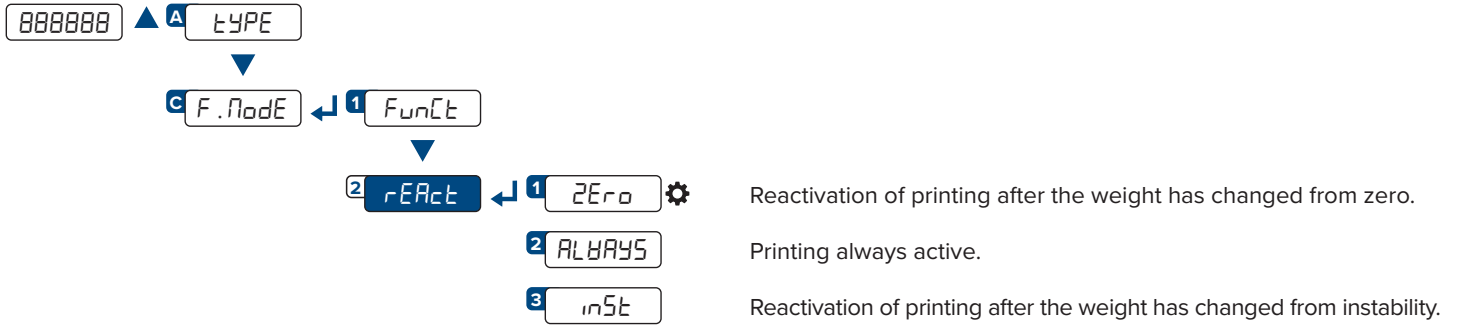 888888 A tYPE
C F.ModE 1 FunCt
2 rEAct 1 ZEro Reactivation of printing after the weight has changed from zero.
2 ALWAYS Printing always active.
3 inSt Reactivation of printing after the weight has changed from instability.